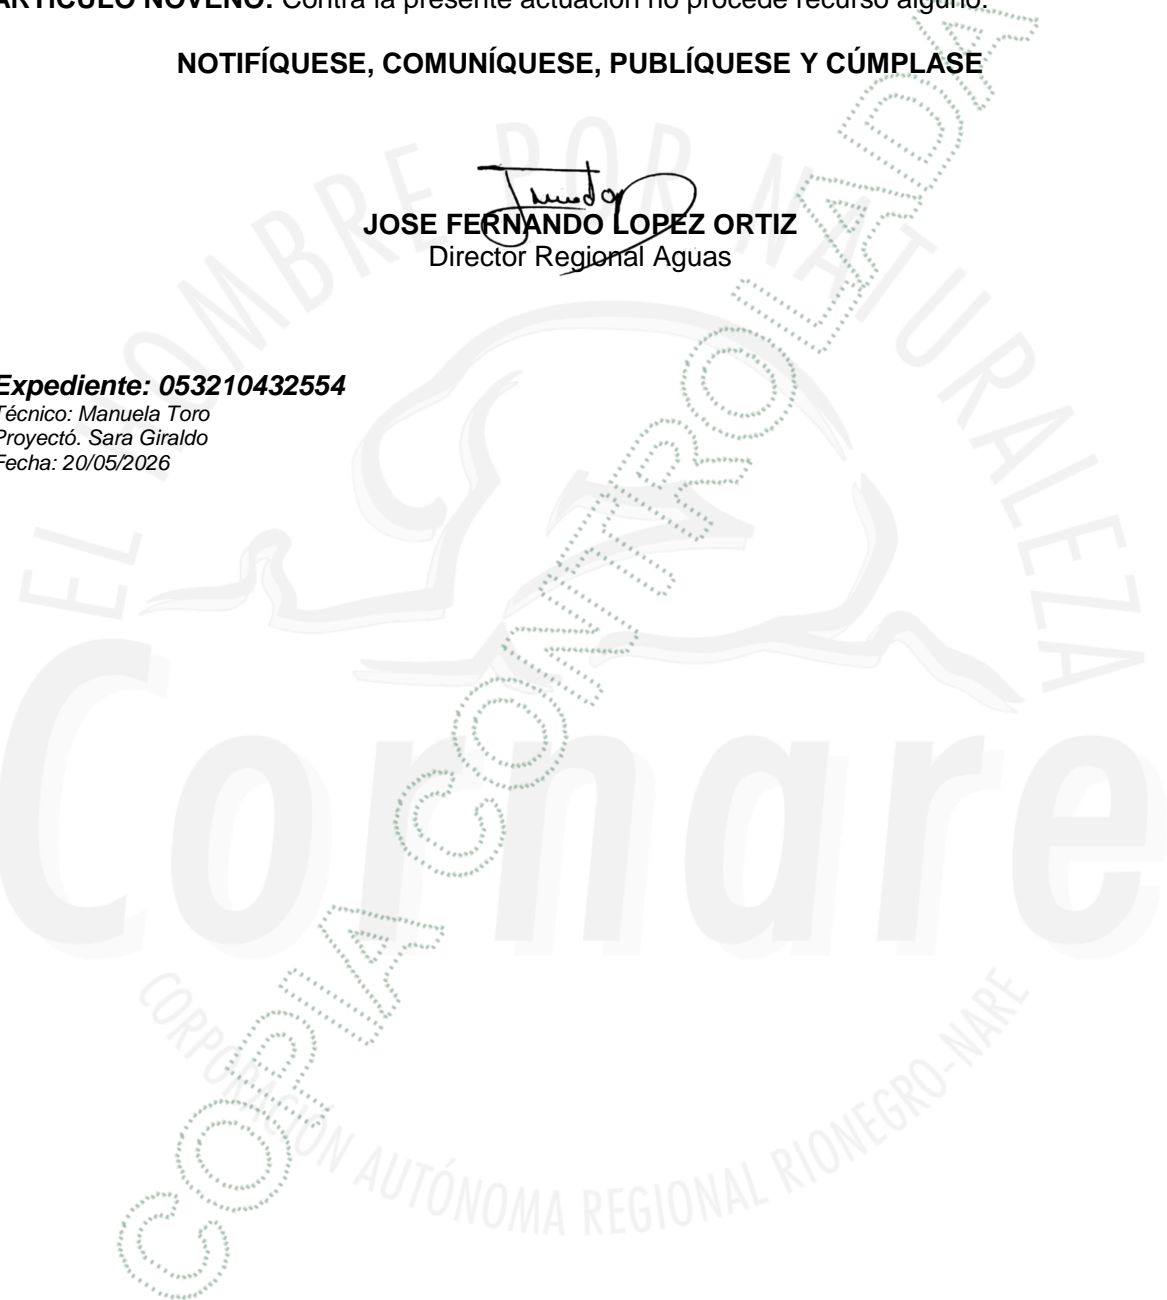 ARTÍCULO NOVENO: Contra la presente actuación no procede recurso alguno.
NOTIFÍQUESE, COMUNÍQUESE, PUBLÍQUESE Y CÚMPLASE
JOSE FERNANDO LOPEZ ORTIZ
Director Regional Aguas
Expediente: 053210432554
Técnico: Manuela Toro
Proyectó. Sara Giraldo
Fecha: 20/05/2026
EL HOMBRE POR NATURALEZA
Cornare
CORPORACIÓN AUTÓNOMA REGIONAL RIONEGRO-NARE
COPIA CONTROLADA